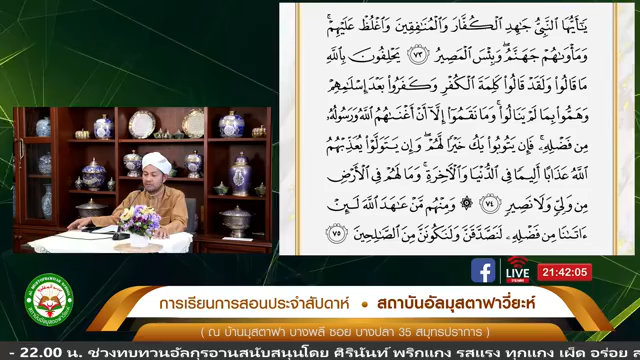 يَٰٓأَيُّهَا ٱلنَّبِيُّ جَٰهِدِ ٱلْكُفَّارَ وَٱلْمُنَٰفِقِينَ وَٱغْلُظْ عَلَيْهِمْ ۚ
وَمَأْوَىٰهُمْ جَهَنَّمُ ۖ وَبِئْسَ ٱلْمَصِيرُ ٧٣ يَحْلِفُونَ بِٱللَّهِ
مَا قَالُوا۟ وَلَقَدْ قَالُوا۟ كَلِمَةَ ٱلْكُفْرِ وَكَفَرُوا۟ بَعْدَ إِسْلَٰمِهِمْ
وَهَمُّوا۟ بِمَا لَمْ يَنَالُوا۟ ۚ وَمَا نَقَمُوٓا۟ إِلَّآ أَنْ أَغْنَىٰهُمُ ٱللَّهُ وَرَسُولُهُۥ
مِن فَضْلِهِۦ ۚ فَإِن يَتُوبُوا۟ يَكُ خَيْرًا لَّهُمْ ۖ وَإِن يَتَوَلَّوْا۟ يُعَذِّبْهُمُ
ٱللَّهُ عَذَابًا أَلِيمًا فِى ٱلدُّنْيَا وَٱلْءَاخِرَةِ ۚ وَمَا لَهُمْ فِى ٱلْأَرْضِ
مِن وَلِىٍّ وَلَا نَصِيرٍ ٧٤ ۞ وَمِنْهُم مَّنْ عَٰهَدَ ٱللَّهَ لَئِنْ
ءَاتَىٰنَا مِن فَضْلِهِۦ لَنَصَّدَّقَنَّ وَلَنَكُونَنَّ مِنَ ٱلصَّٰلِحِينَ ٧٥
LIVE
21:42:05
การเรียนการสอนประจำสัปดาห์ • สถาบันอัลมุสตาฟาวี่ยะห์
( ณ บ้านมุสตาฟา บางพลี ซอย บางปลา 35 สมุทรปราการ )
- 22.00 น. ช่วงทบทวนอัลกุรอานสนับสนุนโดย ศิรินันท์ พริกแกง รสแรง ทุกแกง เผ็ด อร่อย